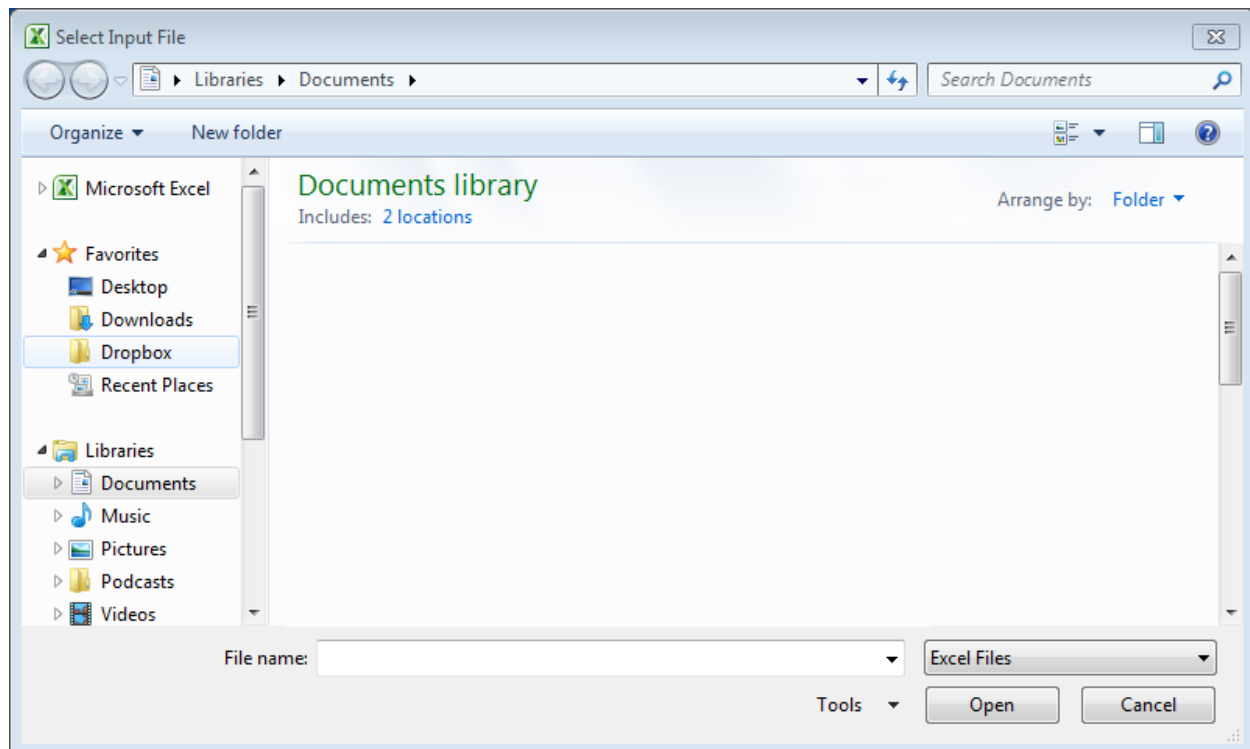 Select Input File
Libraries Documents
Search Documents
Organize New folder
Microsoft Excel
Favorites
Desktop
Downloads
Dropbox
Recent Places
Libraries
Documents
Music
Pictures
Podcasts
Videos
Documents library
Includes: 2 locations
Arrange by: Folder
File name:
Excel Files
Tools
Open
Cancel